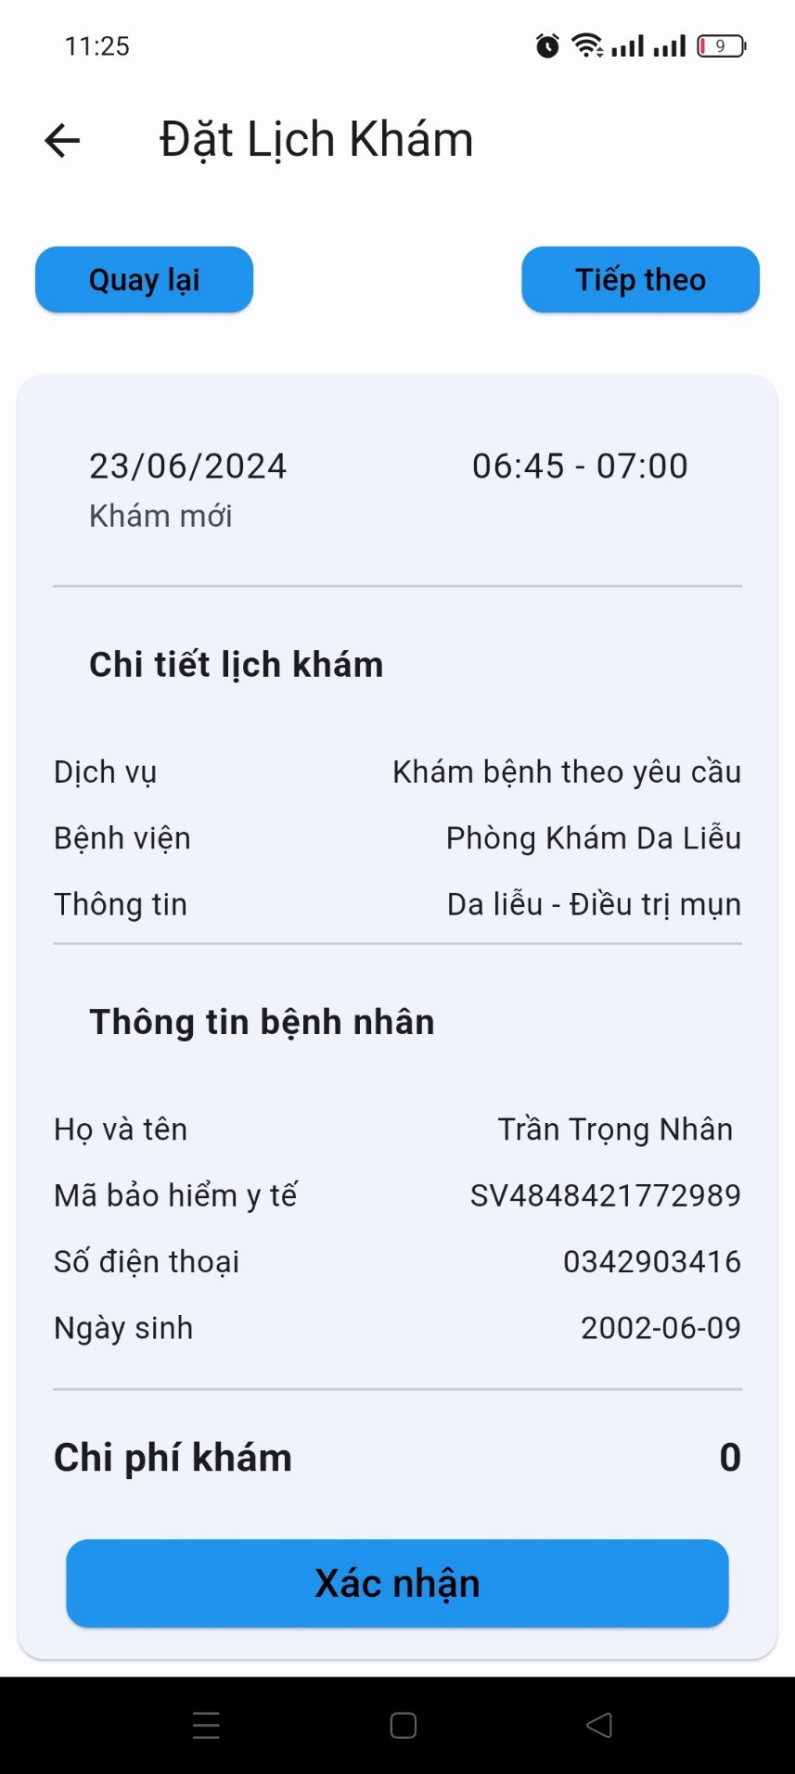 11:25
9
Đặt Lịch Khám
Quay lại
Tiếp theo
23/06/2024 06:45 - 07:00
Khám mới
Chi tiết lịch khám
Dịch vụ Khám bệnh theo yêu cầu
Bệnh viện Phòng Khám Da Liễu
Thông tin Da liễu - Điều trị mụn
Thông tin bệnh nhân
Họ và tên Trần Trọng Nhân
Mã bảo hiểm y tế SV4848421772989
Số điện thoại 0342903416
Ngày sinh 2002-06-09
Chi phí khám 0
Xác nhận